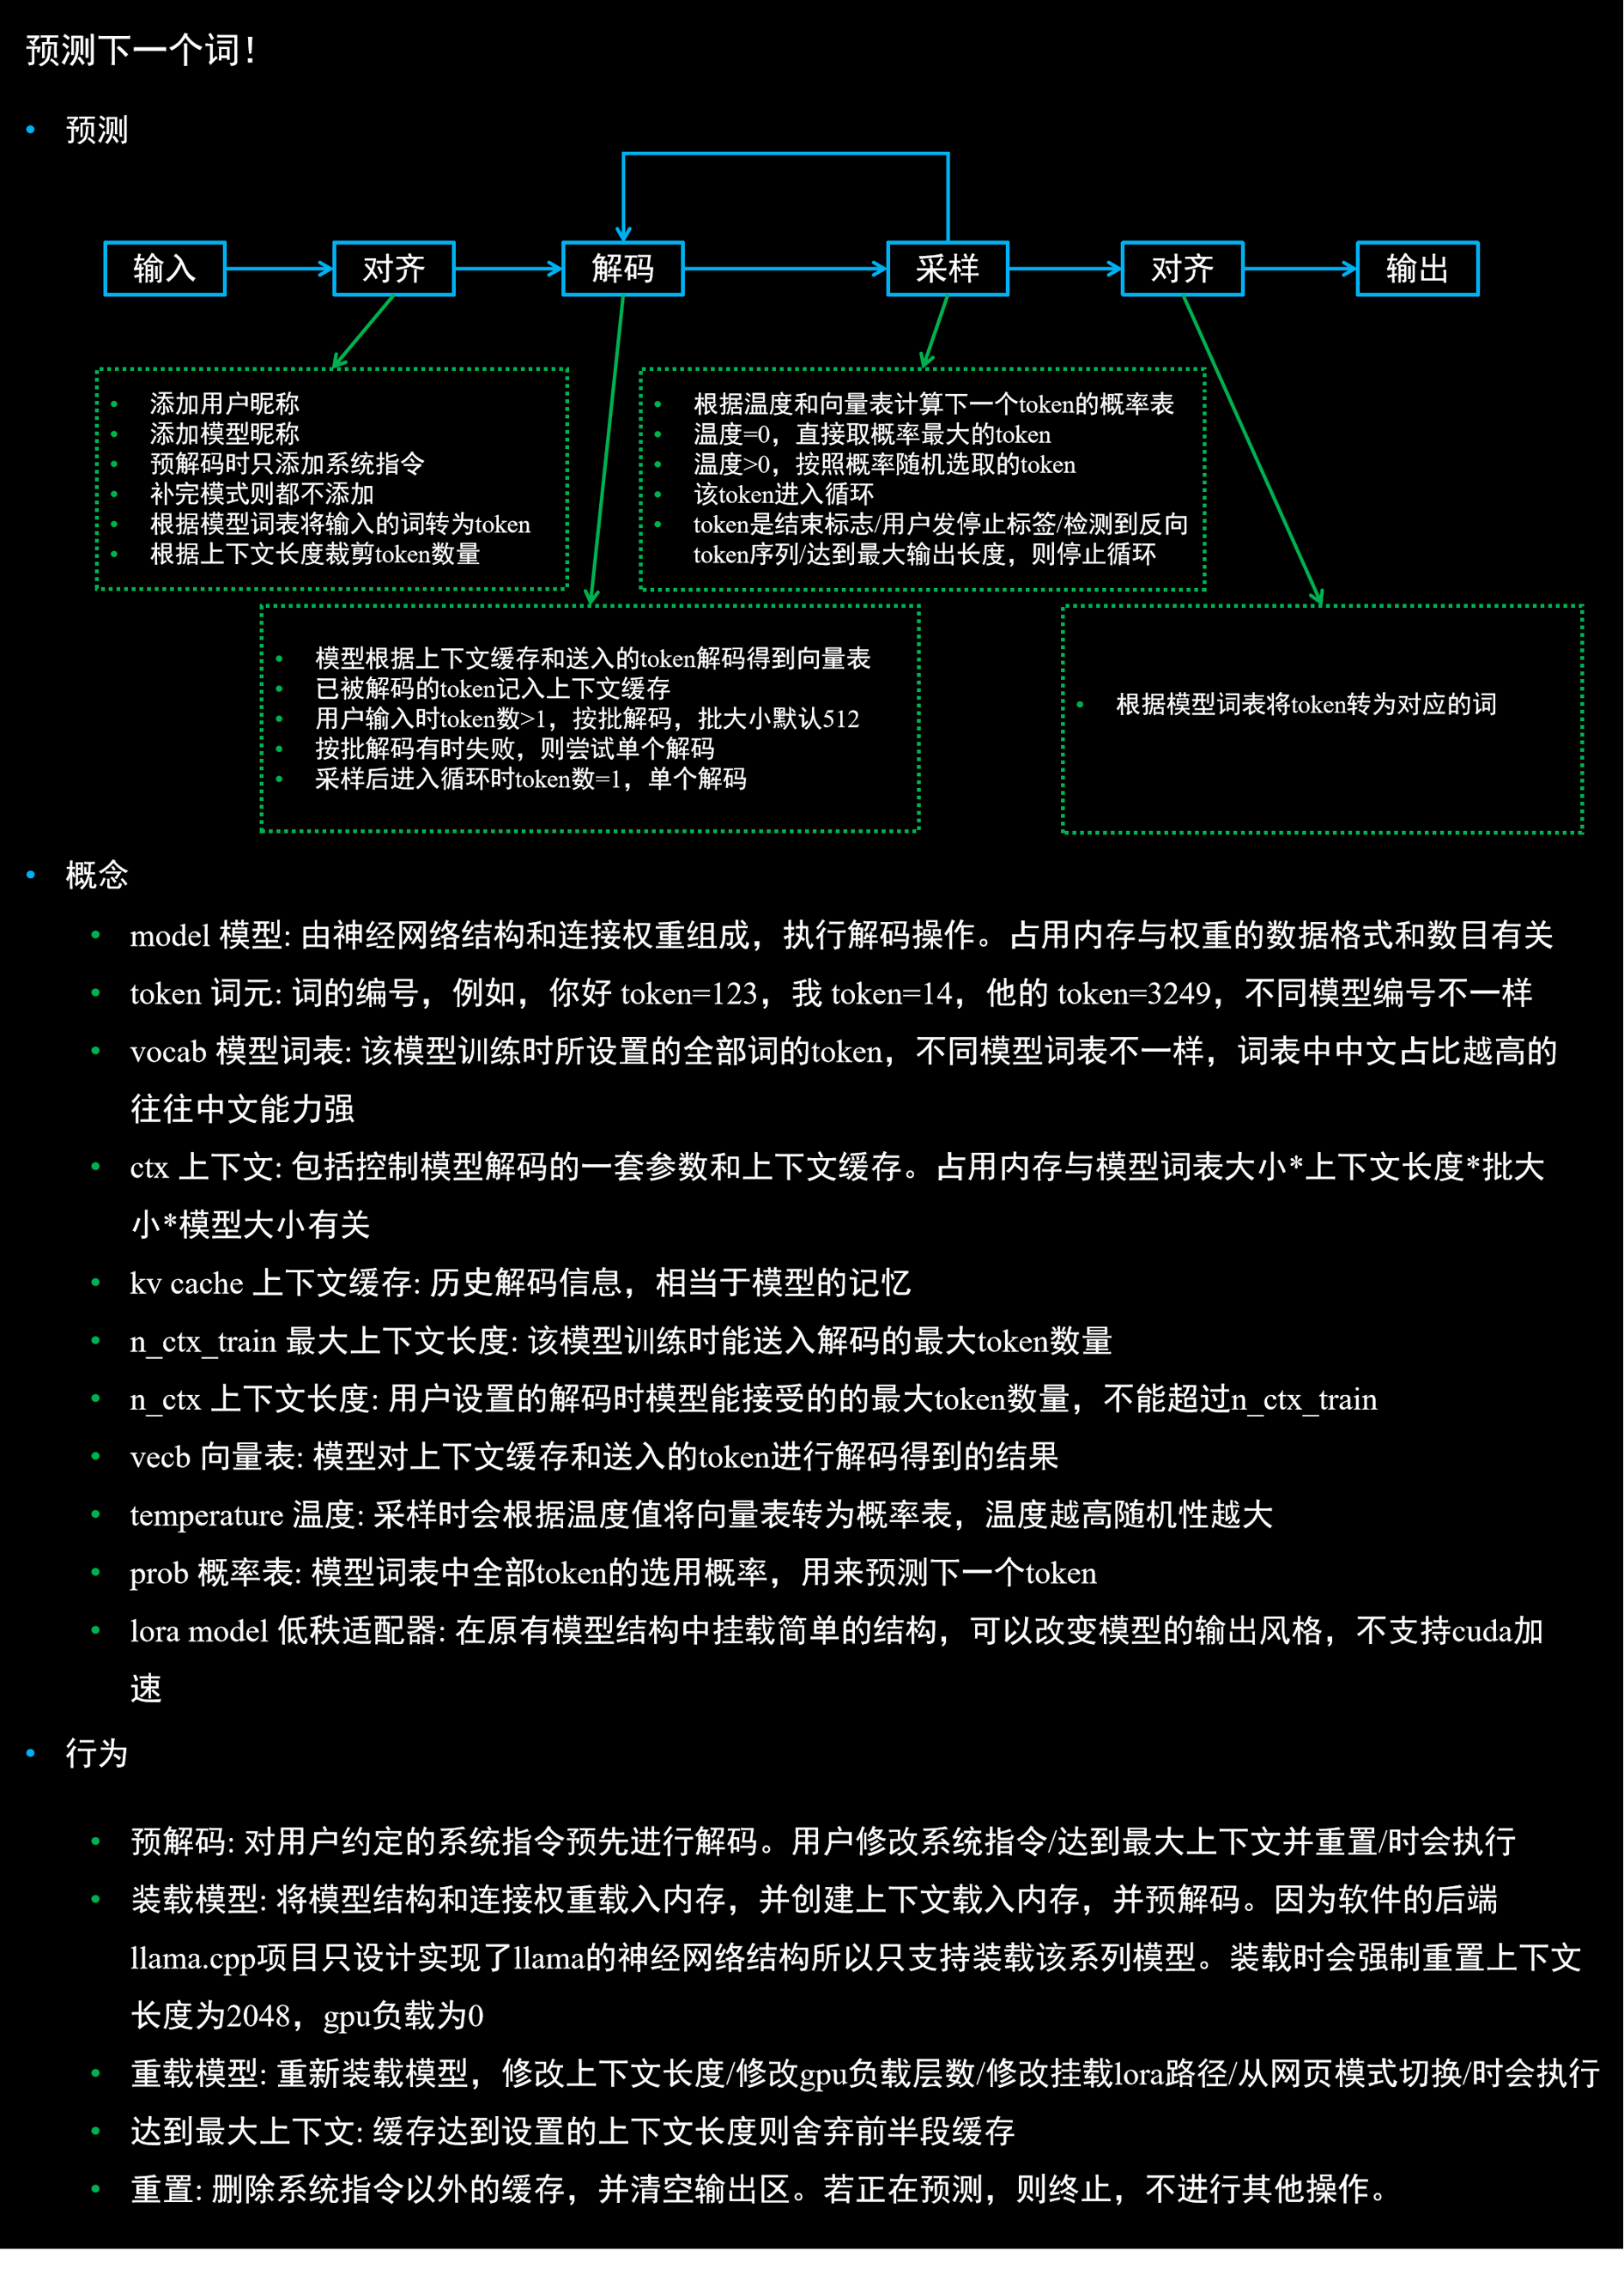 预测下一个词！
预测
输入
对齐
解码
采样
对齐
输出
添加用户昵称
添加模型昵称
预解码时只添加系统指令
补完模式则都不添加
根据模型词表将输入的词转为token
根据上下文长度裁剪token数量
根据温度和向量表计算下一个token的概率表
温度=0，直接取概率最大的token
温度>0，按照概率随机选取的token
该token进入循环
token是结束标志/用户发停止标签/检测到反向
token序列/达到最大输出长度，则停止循环
模型根据上下文缓存和送入的token解码得到向量表
已被解码的token记入上下文缓存
用户输入时token数>1，按批解码，批大小默认512
按批解码有时失败，则尝试单个解码
采样后进入循环时token数=1，单个解码
根据模型词表将token转为对应的词
概念
model 模型: 由神经网络结构和连接权重组成，执行解码操作。占用内存与权重的数据格式和数目有关
token 词元: 词的编号，例如，你好 token=123，我 token=14，他的 token=3249，不同模型编号不一样
vocab 模型词表: 该模型训练时所设置的全部词的token，不同模型词表不一样，词表中中文占比越高的
往往中文能力强
ctx 上下文: 包括控制模型解码的一套参数和上下文缓存。占用内存与模型词表大小*上下文长度*批大
小*模型大小有关
kv cache 上下文缓存: 历史解码信息，相当于模型的记忆
n_ctx_train 最大上下文长度: 该模型训练时能送入解码的最大token数量
n_ctx 上下文长度: 用户设置的解码时模型能接受的的最大token数量，不能超过n_ctx_train
vecb 向量表: 模型对上下文缓存和送入的token进行解码得到的结果
temperature 温度: 采样时会根据温度值将向量表转为概率表，温度越高随机性越大
prob 概率表: 模型词表中全部token的选用概率，用来预测下一个token
lora model 低秩适配器: 在原有模型结构中挂载简单的结构，可以改变模型的输出风格，不支持cuda加
速
行为
预解码: 对用户约定的系统指令预先进行解码。用户修改系统指令/达到最大上下文并重置/时会执行
装载模型: 将模型结构和连接权重载入内存，并创建上下文载入内存，并预解码。因为软件的后端
llama.cpp项目只设计实现了llama的神经网络结构所以只支持装载该系列模型。装载时会强制重置上下文
长度为2048，gpu负载为0
重载模型: 重新装载模型，修改上下文长度/修改gpu负载层数/修改挂载lora路径/从网页模式切换/时会执行
达到最大上下文: 缓存达到设置的上下文长度则舍弃前半段缓存
重置: 删除系统指令以外的缓存，并清空输出区。若正在预测，则终止，不进行其他操作。